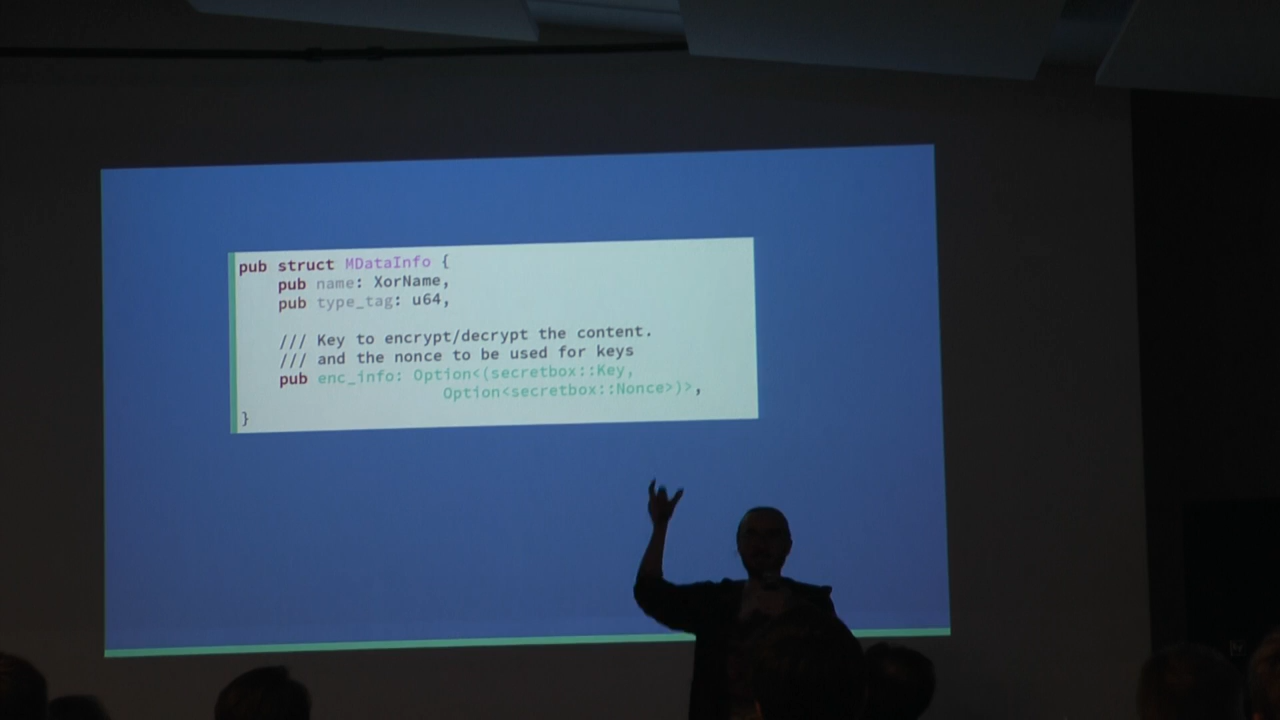 pub struct MDataInfo {
pub name: XorName,
pub type_tag: u64,
/// Key to encrypt/decrypt the content.
/// and the nonce to be used for keys
pub enc_info: Option<(secretbox::Key,
Option<secretbox::Nonce>)>,
}